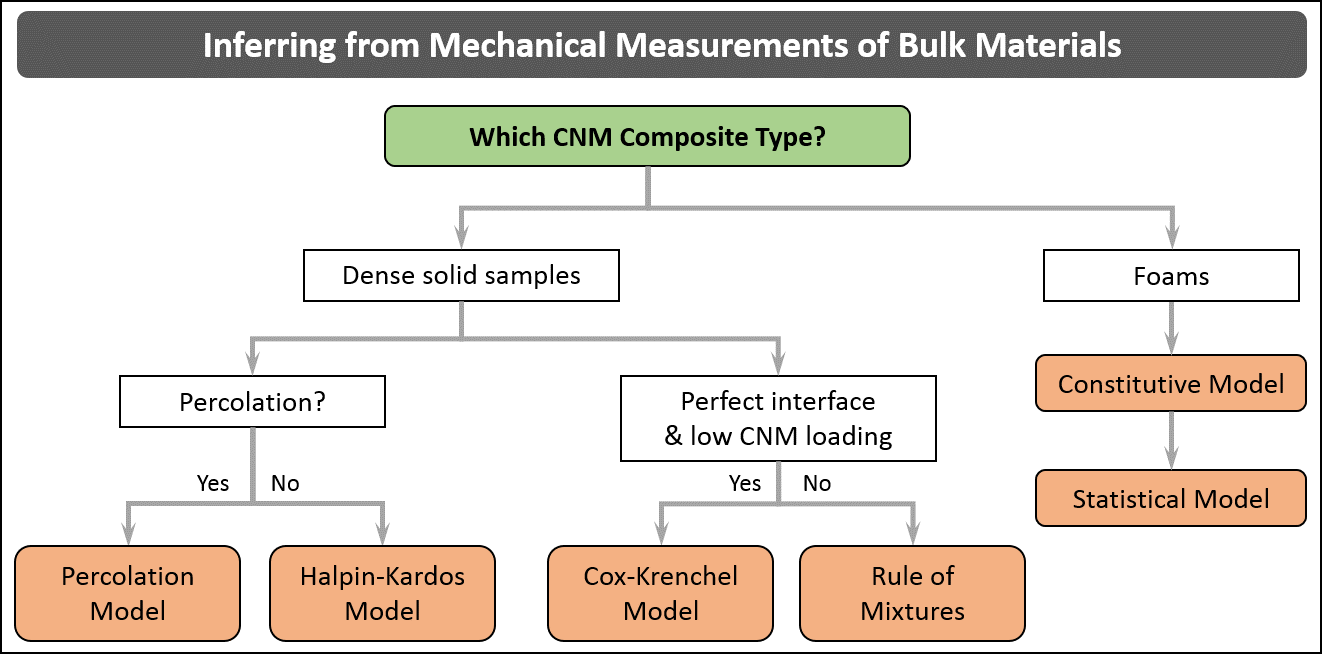 Inferring from Mechanical Measurements of Bulk Materials
Which CNM Composite Type?
Dense solid samples
Foams
Percolation?
Perfect interface
& low CNM loading
Constitutive Model
Statistical Model
Yes
No
Yes
No
Percolation
Model
Halpin-Kardos
Model
Cox-Krenchel
Model
Rule of
Mixtures